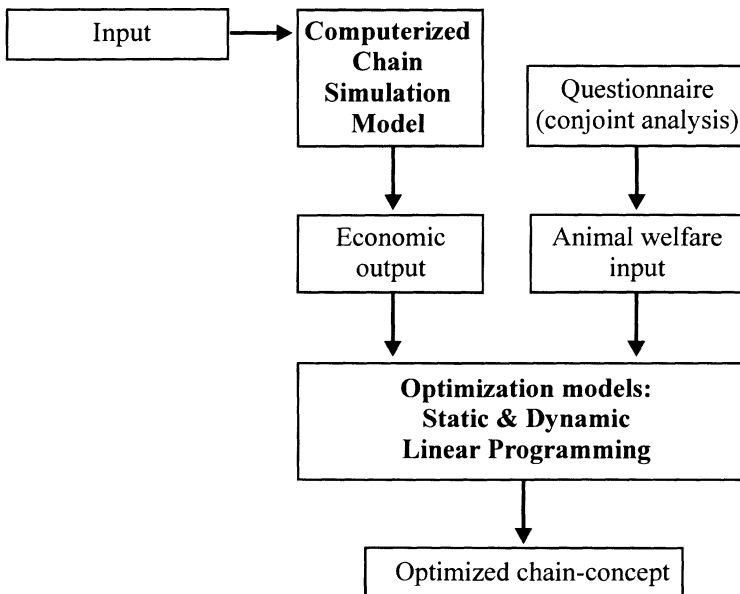 Input
Computerized
Chain
Simulation
Model
Questionnaire
(conjoint analysis)
Economic
output
Animal welfare
input
Optimization models:
Static & Dynamic
Linear Programming
Optimized chain-concept